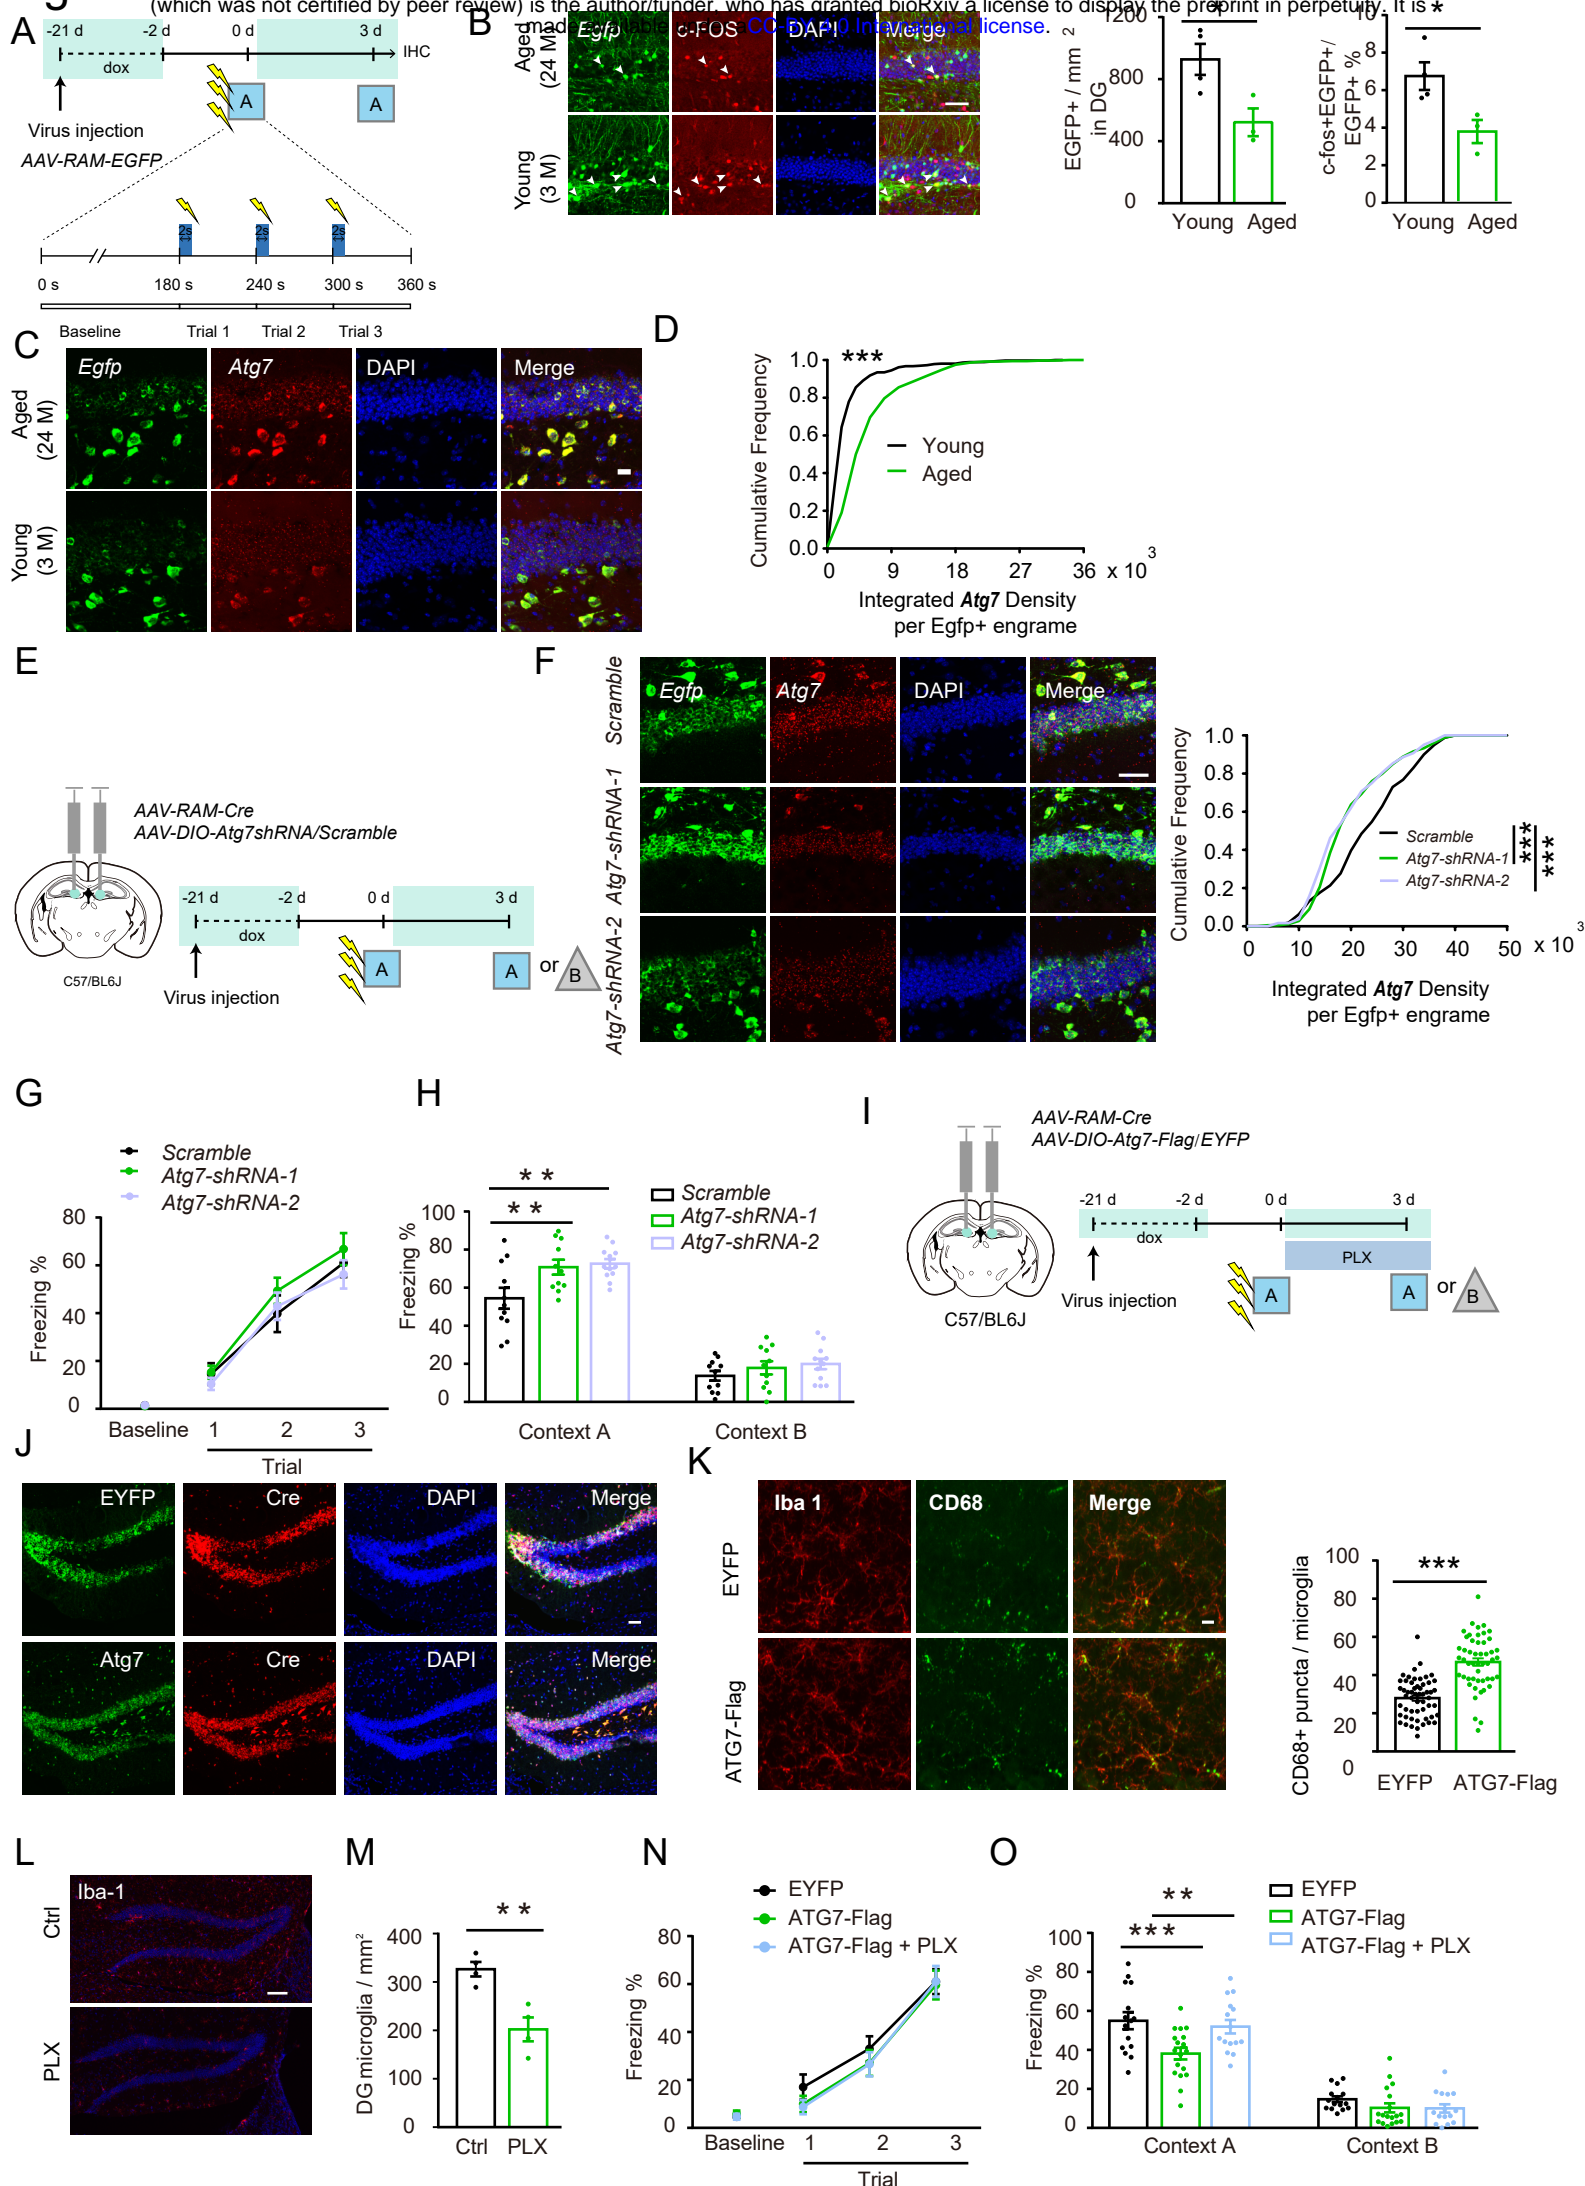 (which was not certified by peer review) is the author/funder, who has granted bioRxiv a license to display the preprint in perpetuity. It is
made available under a CC-BY 4.0 International license.
A
-21 d
-2 d
0 d
3 d
IHC
dox
A
A
Virus injection
AAV-RAM-EGFP
2s
2s
2s
0 s
180 s
240 s
300 s
360 s
Baseline
Trial 1
Trial 2
Trial 3
B
Egfp
c-FOS
DAPI
Merge
Aged
(24 M)
Young
(3 M)
EGFP+ / mm 2
in DG
1200
800
400
0
*
Young
Aged
c-fos+EGFP+/
EGFP+ %
10
8
6
4
2
0
*
Young
Aged
C
Egfp
Atg7
DAPI
Merge
Aged
(24 M)
Young
(3 M)
D
Cumulative Frequency
1.0
0.8
0.6
0.4
0.2
0.0
***
Young
Aged
0
9
18
27
36
x 10 3
Integrated Atg7 Density
per Egfp+ engrame
E
AAV-RAM-Cre
AAV-DIO-Atg7shRNA/Scramble
C57/BL6J
-21 d
-2 d
0 d
3 d
dox
Virus injection
A
A
or
B
F
Egfp
Atg7
DAPI
Merge
Scramble
Atg7-shRNA-1
Atg7-shRNA-2
Cumulative Frequency
1.0
0.8
0.6
0.4
0.2
0.0
Scramble
Atg7-shRNA-1
Atg7-shRNA-2
***
***
0
10
20
30
40
50
x 10 3
Integrated Atg7 Density
per Egfp+ engrame
G
Scramble
Atg7-shRNA-1
Atg7-shRNA-2
Freezing %
80
60
40
20
0
Baseline
1
2
3
Trial
H
**
**
Scramble
Atg7-shRNA-1
Atg7-shRNA-2
Freezing %
100
80
60
40
20
0
Context A
Context B
I
AAV-RAM-Cre
AAV-DIO-Atg7-Flag/EYFP
C57/BL6J
-21 d
-2 d
0 d
3 d
dox
PLX
Virus injection
A
A
or
B
J
EYFP
Cre
DAPI
Merge
Atg7
Cre
DAPI
Merge
K
Iba 1
CD68
Merge
EYFP
ATG7-Flag
CD68+ puncta / microglia
100
80
60
40
20
0
***
EYFP
ATG7-Flag
L
Iba-1
Ctrl
PLX
M
DG microglia / mm2
400
300
200
100
0
**
Ctrl
PLX
N
EYFP
ATG7-Flag
ATG7-Flag + PLX
Freezing %
80
60
40
20
0
Baseline
1
2
3
Trial
O
**
***
EYFP
ATG7-Flag
ATG7-Flag + PLX
Freezing %
100
80
60
40
20
0
Context A
Context B